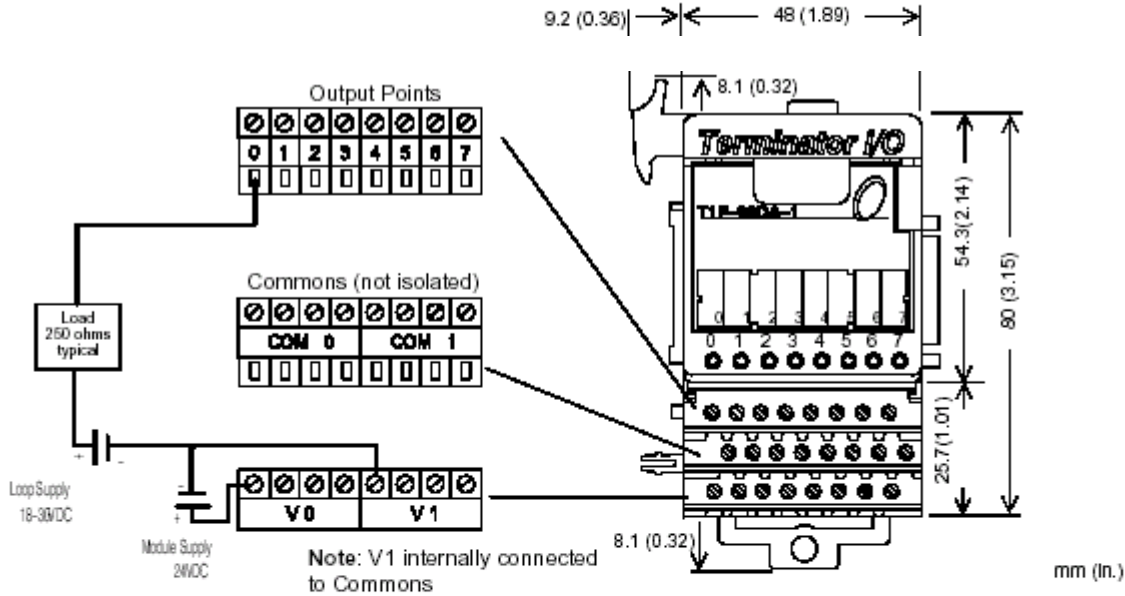 9.2 (0.36)
48 (1.89)
8.1 (0.32)
Output Points
0 1 2 3 4 5 6 7
Terminator I/O
54.3(2.14)
80 (3.15)
Commons (not isolated)
COM 0 COM 1
Load
250 ohms
typical
0 1 2 3 4 5 6 7
0 1 2 3 4 5 6 7
25.7(1.01)
+ -
Loop Supply
-
+
V 0 V 1
Module Supply
24VDC
Note: V1 internally connected
to Commons
8.1 (0.32)
mm (in.)